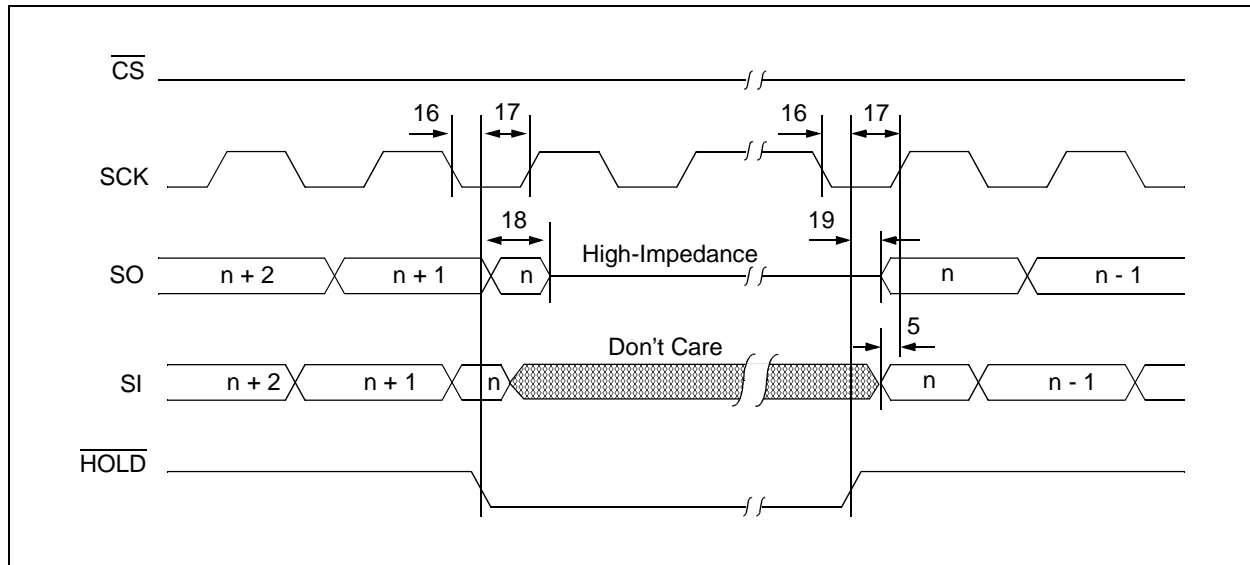 CS
16 17 16 17
SCK
18 19
High-Impedance
SO n + 2 n + 1 n n n - 1
5
Don't Care
SI n + 2 n + 1 n n n - 1
HOLD